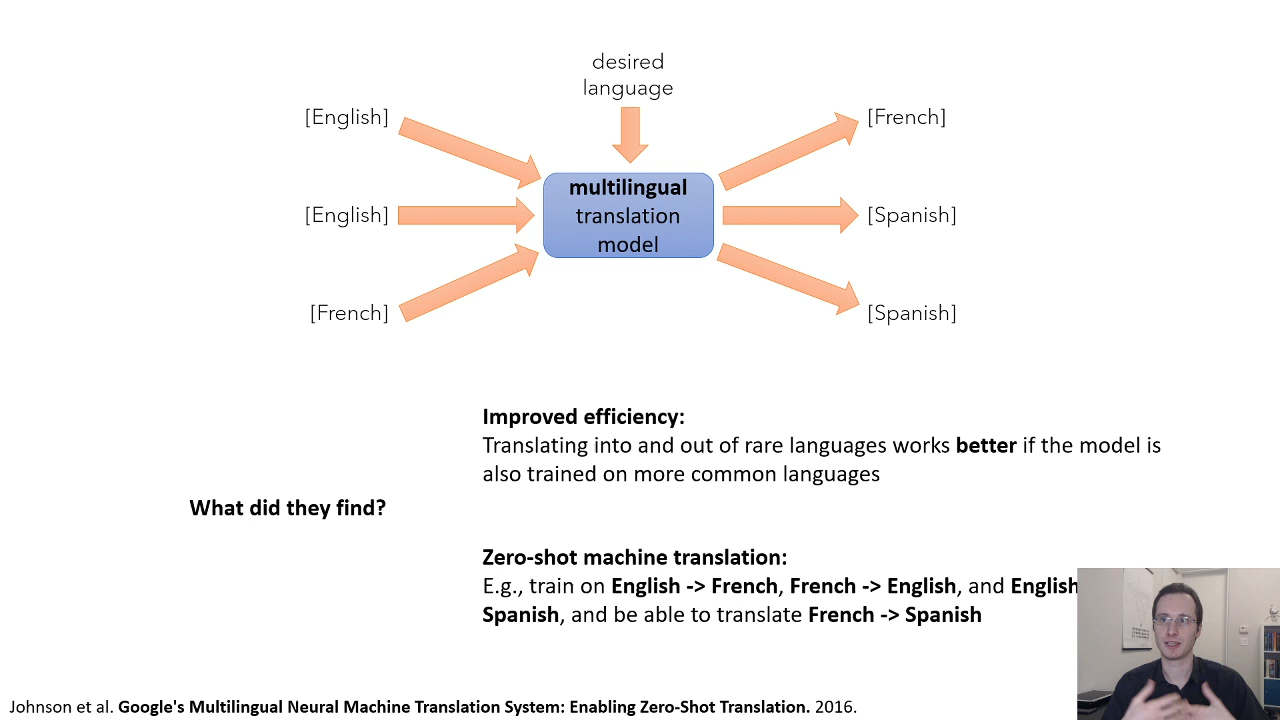 desired
language
[English]
[French]
multilingual
translation
model
[English]
[Spanish]
[French]
[Spanish]
Improved efficiency:
Translating into and out of rare languages works better if the model is
also trained on more common languages
What did they find?
Zero-shot machine translation:
E.g., train on English -> French, French -> English, and English
Spanish, and be able to translate French -> Spanish
Johnson et al. Google's Multilingual Neural Machine Translation System: Enabling Zero-Shot Translation. 2016.